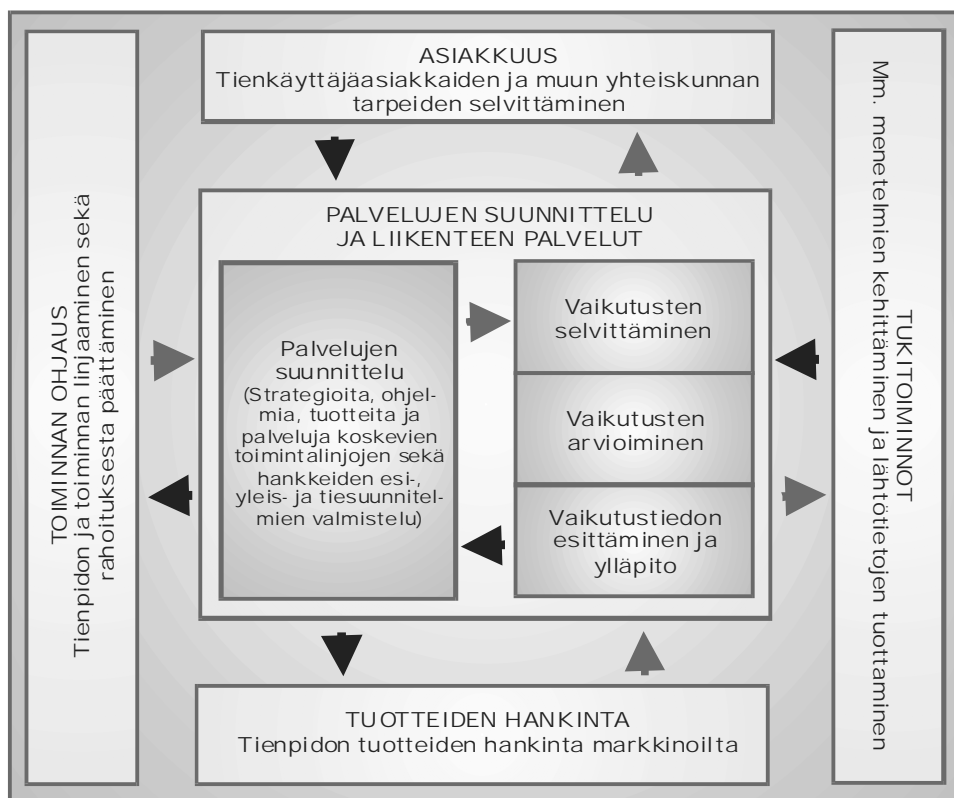 ASIAKKUUS
Tienkäyttäjäasiakkaiden ja muun yhteiskunnan
tarpeiden selvittäminen
TOIMINNAN OHJAUS
Tienpidon ja toiminnan linjaaminen sekä
rahoituksesta päättäminen
PALVELUJEN SUUNNITTELU
JA LIIKENTEEN PALVELUT
Palvelujen
suunnittelu
(Strategioita, ohjel-
mia, tuotteita ja
palveluja koskevien
toimintalinjojen sekä
hankkeiden esi-,
yleis- ja tiesuunnitel-
mien valmistelu)
Vaikutusten
selvittäminen
Vaikutusten
arvioiminen
Vaikutustiedon
esittäminen ja
ylläpito
TUKITOIMINNOT
Mm. menetelmien kehittäminen ja lähtötietojen tuottaminen
TUOTTEIDEN HANKINTA
Tienpidon tuotteiden hankinta markkinoilta